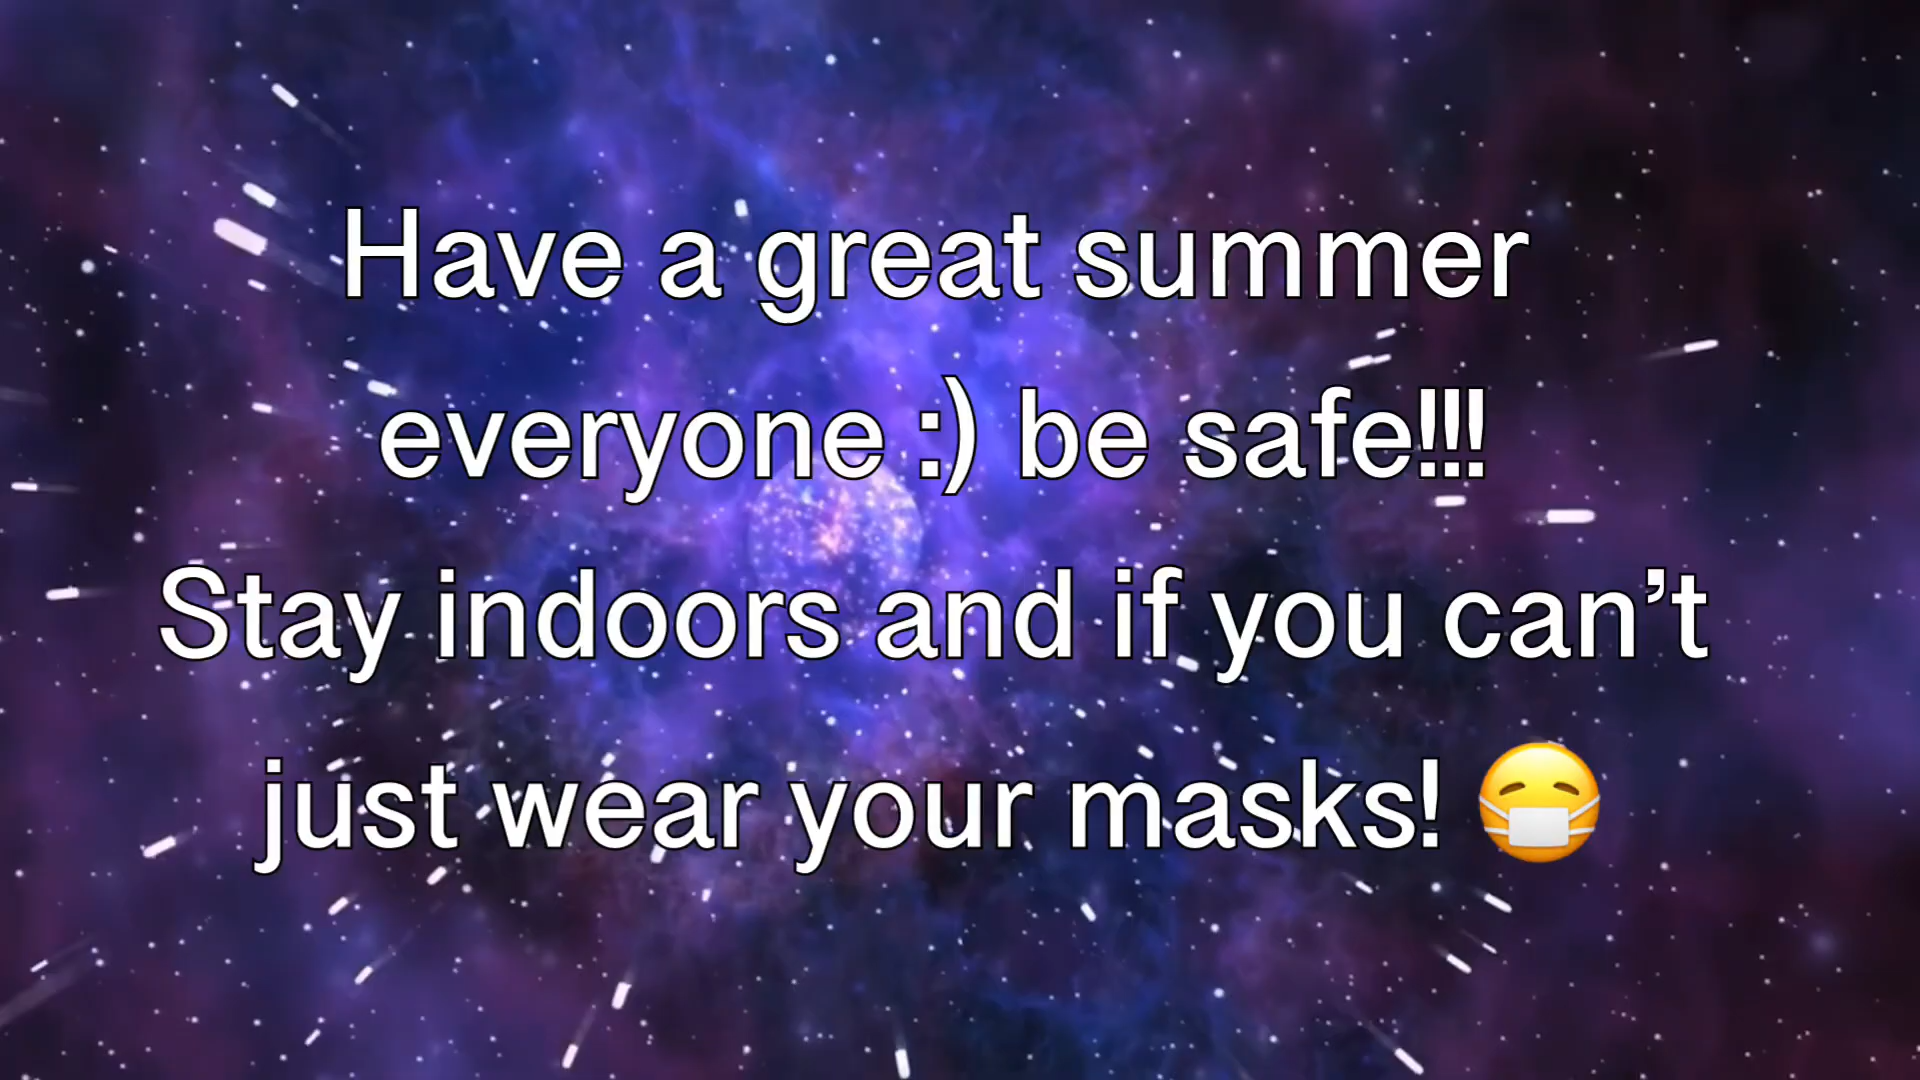 Have a great summer
everyone :) be safe!!!
Stay indoors and if you can’t
just wear your masks! 😷